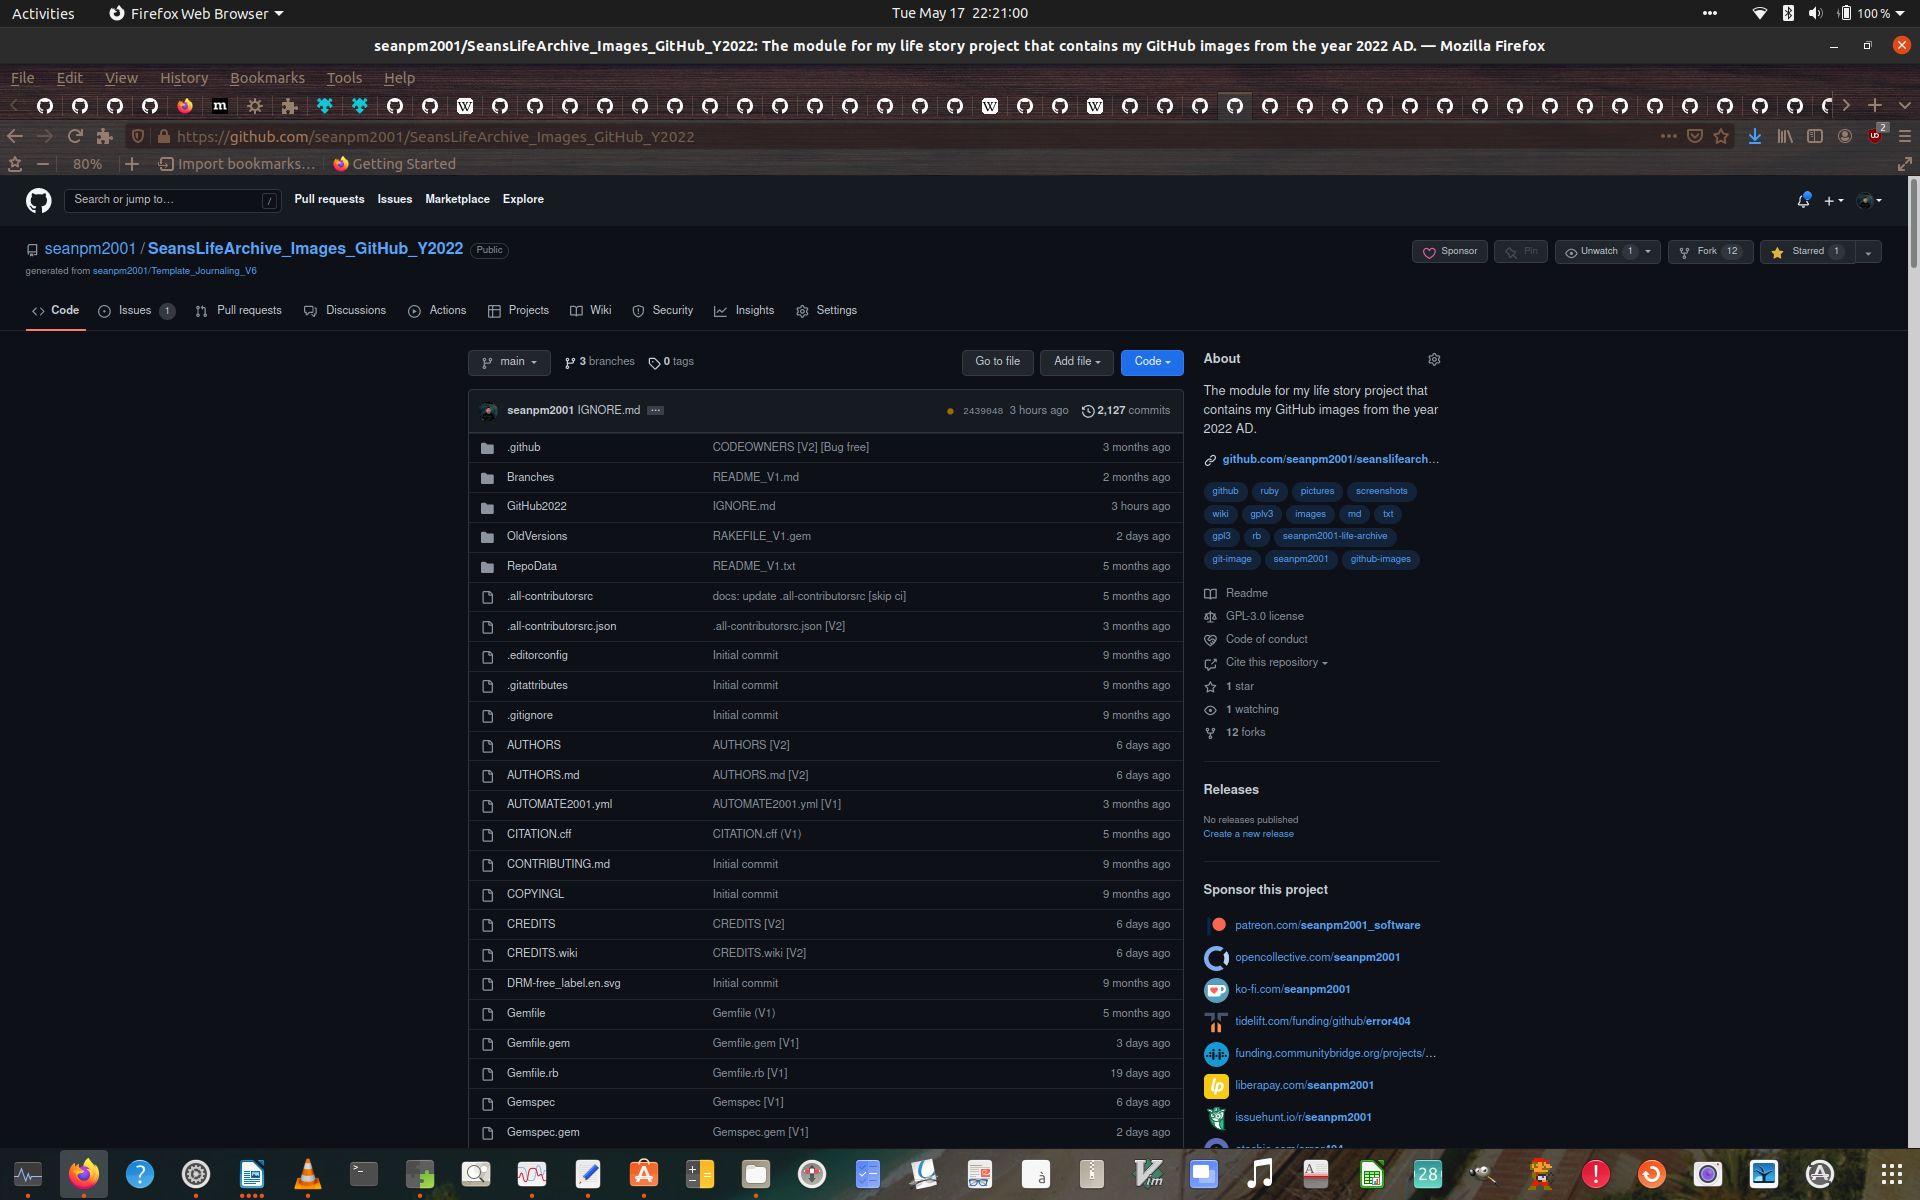 Activities
Firefox Web Browser
Tue May 17 22:21:00
100 %
seanpm2001/SeansLifeArchive_Images_GitHub_Y2022: The module for my life story project that contains my GitHub images from the year 2022 AD. — Mozilla Firefox
File Edit View History Bookmarks Tools Help
https://github.com/seanpm2001/SeansLifeArchive_Images_GitHub_Y2022
2
80%
Import bookmarks...
Getting Started
Search or jump to...
/
Pull requests Issues Marketplace Explore
seanpm2001 / SeansLifeArchive_Images_GitHub_Y2022 Public
generated from seanpm2001/Template_Journaling_V6
Sponsor
Pin
Unwatch 1
Fork 12
Starred 1
Code
Issues 1
Pull requests
Discussions
Actions
Projects
Wiki
Security
Insights
Settings
main
3 branches
0 tags
Go to file
Add file
Code
seanpm2001 IGNORE.md
2439048 3 hours ago
2,127 commits
.github CODEOWNERS [V2] [Bug free] 3 months ago
Branches README_V1.md 2 months ago
GitHub2022 IGNORE.md 3 hours ago
OldVersions RAKEFILE_V1.gem 2 days ago
RepoData README_V1.txt 5 months ago
.all-contributorsrc docs: update .all-contributorsrc [skip ci] 5 months ago
.all-contributorsrc.json .all-contributorsrc.json [V2] 3 months ago
.editorconfig Initial commit 9 months ago
.gitattributes Initial commit 9 months ago
.gitignore Initial commit 9 months ago
AUTHORS AUTHORS [V2] 6 days ago
AUTHORS.md AUTHORS.md [V2] 6 days ago
AUTOMATE2001.yml AUTOMATE2001.yml [V1] 3 months ago
CITATION.cff CITATION.cff (V1) 5 months ago
CONTRIBUTING.md Initial commit 9 months ago
COPYINGL Initial commit 9 months ago
CREDITS CREDITS [V2] 6 days ago
CREDITS.wiki CREDITS.wiki [V2] 6 days ago
DRM-free_label.en.svg Initial commit 9 months ago
Gemfile Gemfile (V1) 5 months ago
Gemfile.gem Gemfile.gem [V1] 3 days ago
Gemfile.rb Gemfile.rb [V1] 19 days ago
Gemspec Gemspec [V1] 6 days ago
Gemspec.gem Gemspec.gem [V1] 2 days ago
About
The module for my life story project that
contains my GitHub images from the year
2022 AD.
github.com/seanpm2001/seanslifearch...
github ruby pictures screenshots
wiki gplv3 images md txt
gpl3 rb seanpm2001-life-archive
git-image seanpm2001 github-images
Readme
GPL-3.0 license
Code of conduct
Cite this repository
1 star
1 watching
12 forks
Releases
No releases published
Create a new release
Sponsor this project
patreon.com/seanpm2001_software
opencollective.com/seanpm2001
ko-fi.com/seanpm2001
tidelift.com/funding/github/error404
funding.communitybridge.org/projects/...
liberapay.com/seanpm2001
issuehunt.io/r/seanpm2001
28